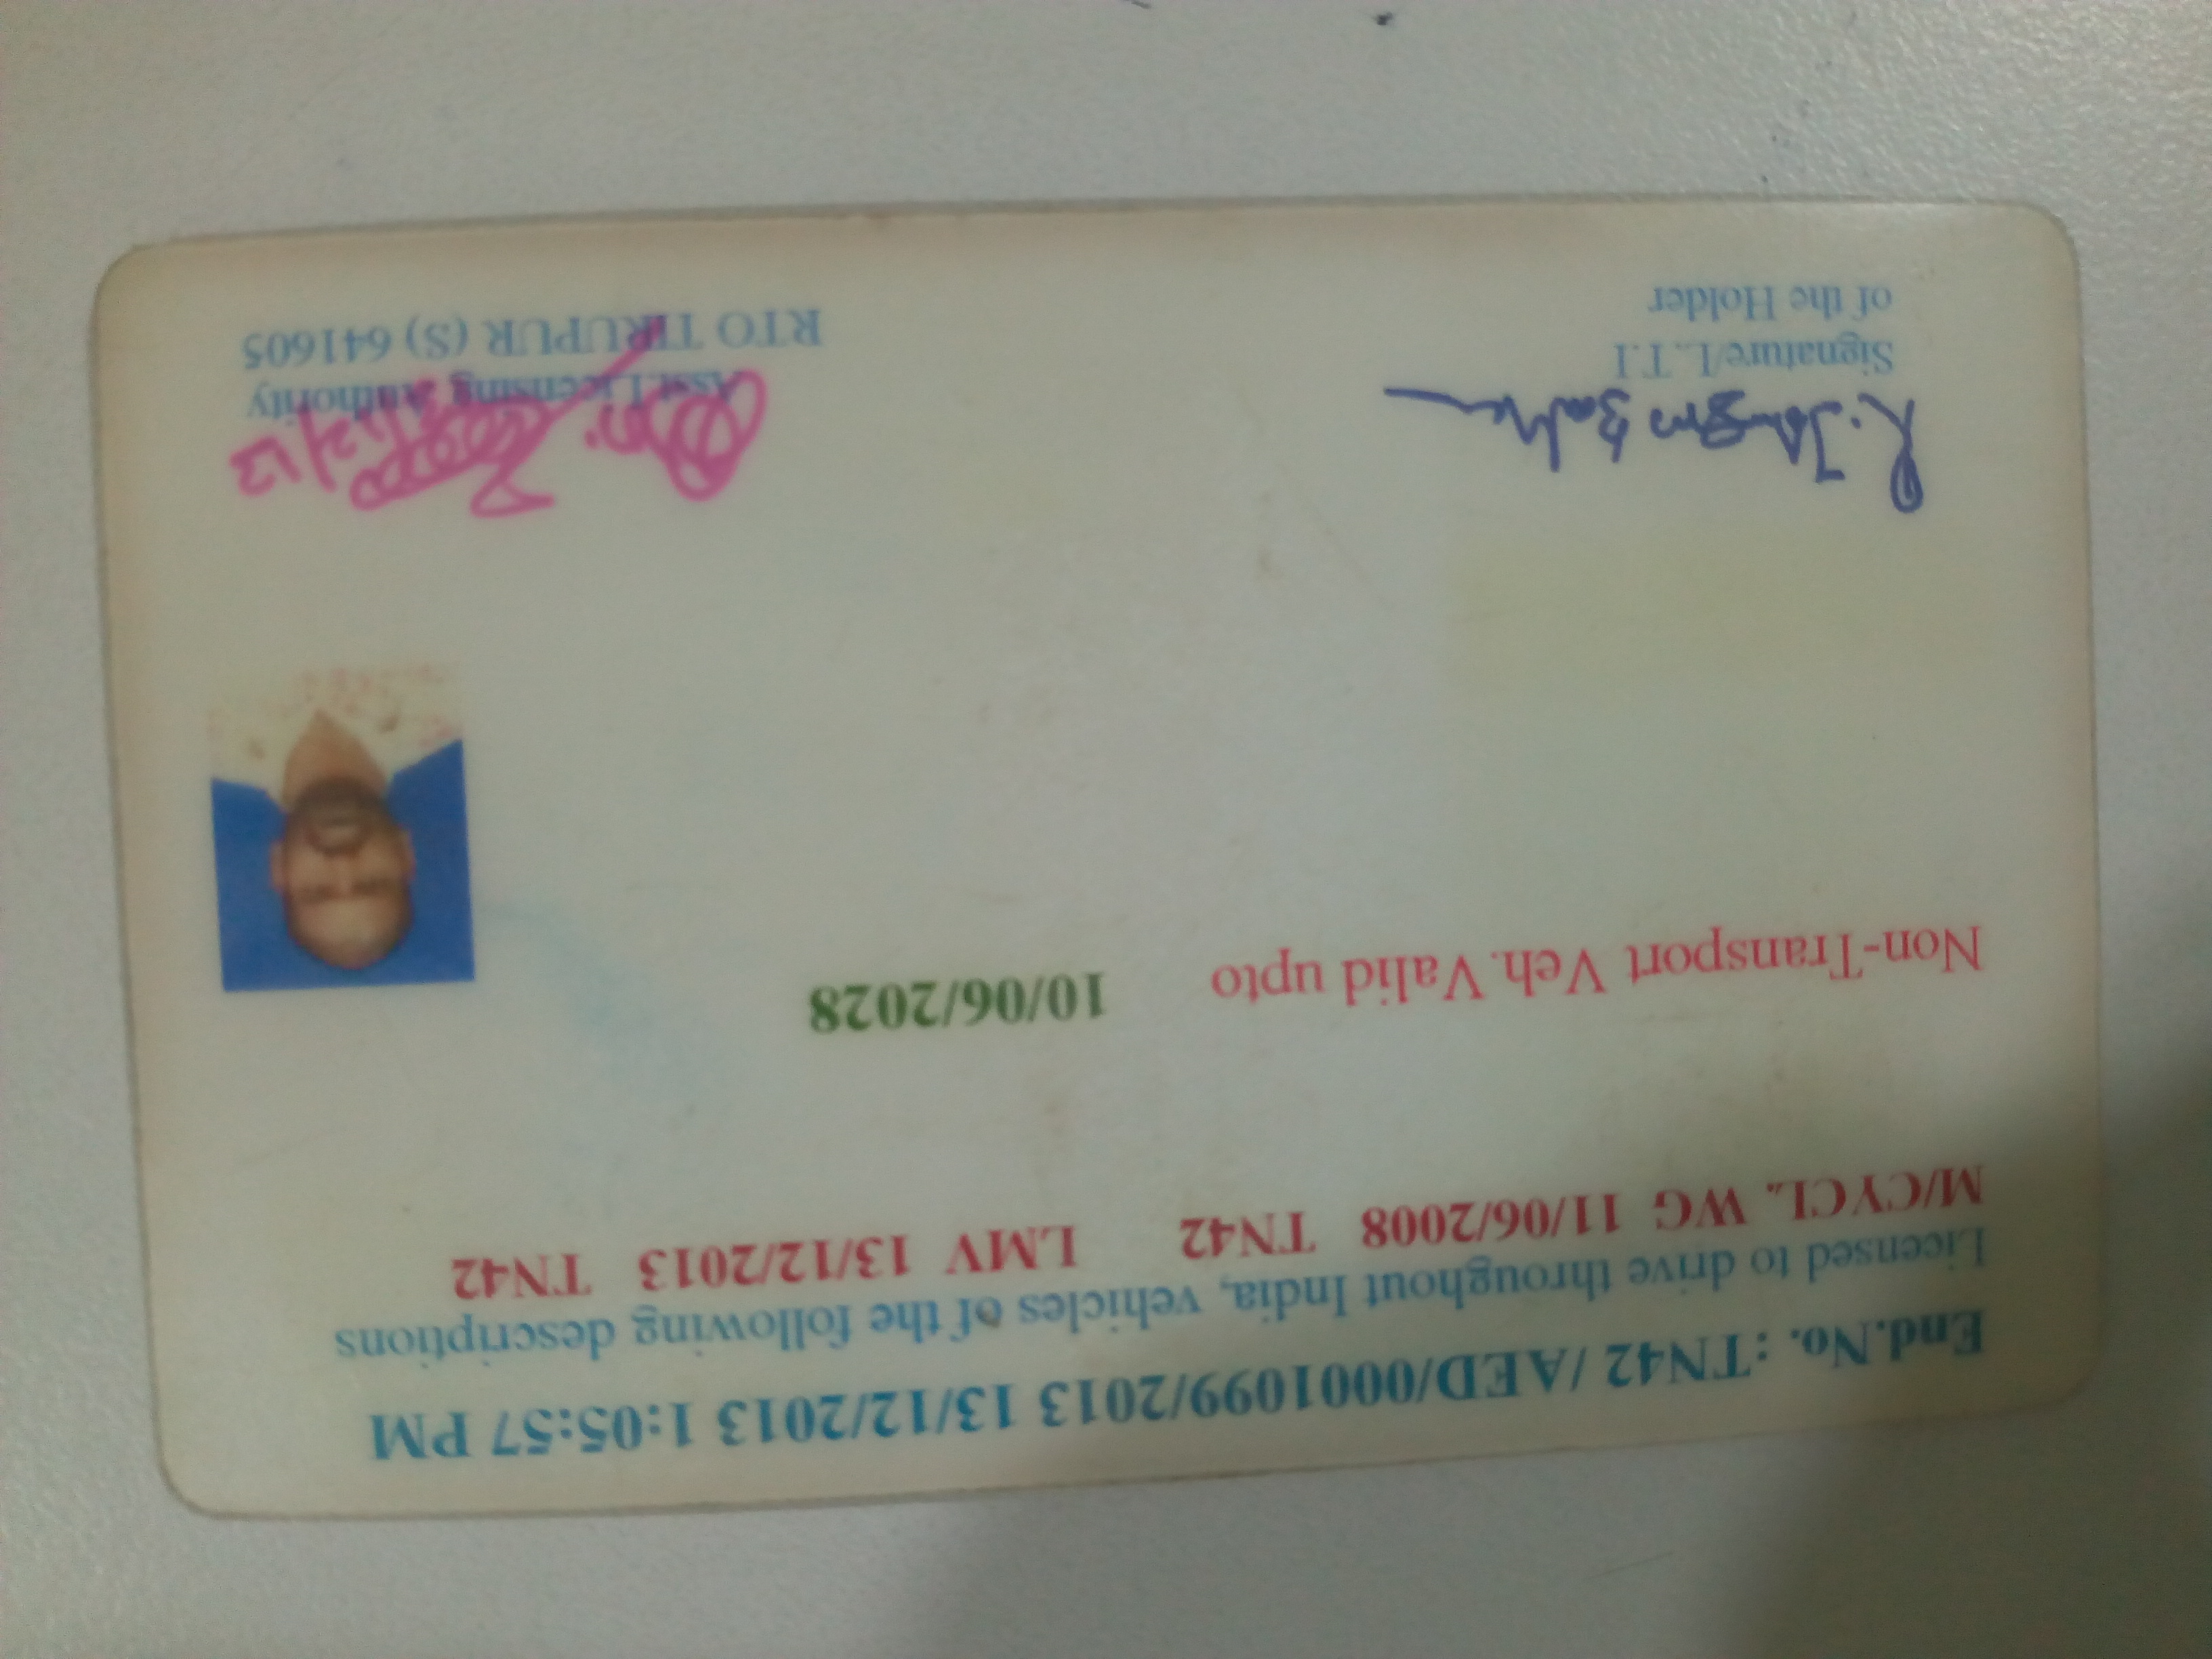 End.No. : TN42 /AED/0001099/2013 13/12/2013 1:05:57 PM
Licensed to drive throughout India, vehicles of the following descriptions
M/CYCL. WG 11/06/2008 TN42 LMV 13/12/2013 TN42
Non-Transport Veh. Valid upto 10/06/2028
Signature/L.T.I
of the Holder
Asst.Licensing Authority
RTO TIRUPUR (S) 641605